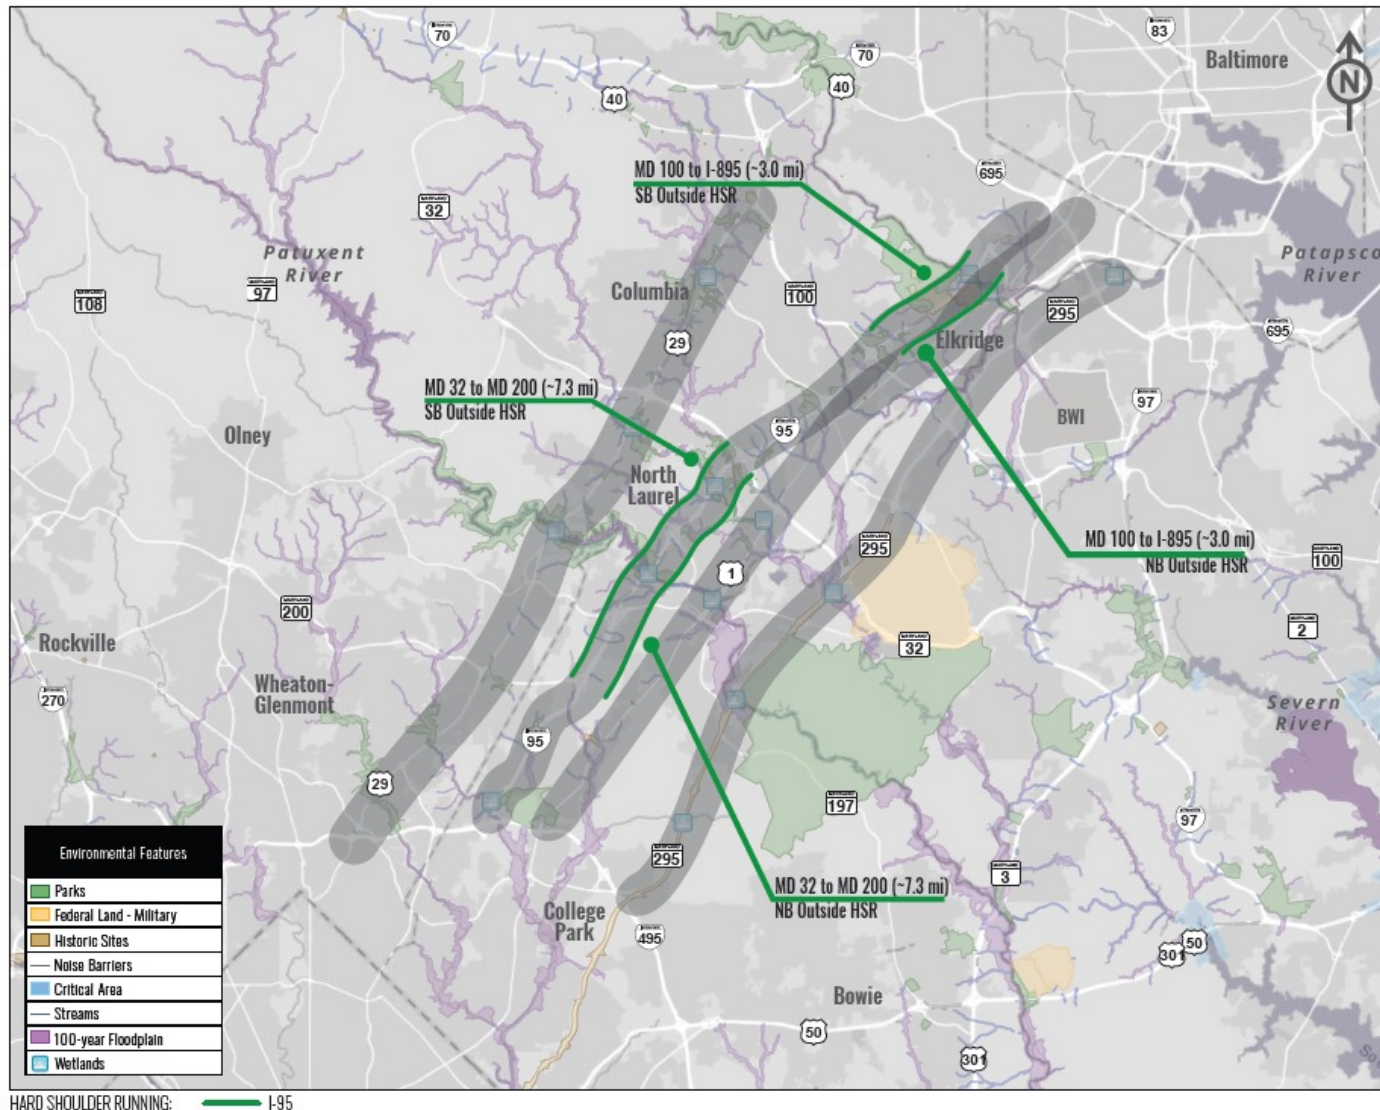 70
83
Baltimore
N
70
40
40
MD 100 to I-895 (~3.0 mi)
SB Outside HSR
695
32
Patuxent
River
Patapsco
River
97
108
Columbia
100
295
695
29
Elkridge
MD 32 to MD 200 (~7.3 mi)
SB Outside HSR
97
BWI
95
Olney
North
Laurel
295
MD 100 to I-895 (~3.0 mi)
NB Outside HSR
100
1
200
2
Rockville
32
Wheaton-
Glenmont
270
Severn
River
95
29
197
97
Environmental Features
Parks
Federal Land - Military
Historic Sites
Noise Barriers
Critical Area
Streams
100-year Floodplain
Wetlands
295
3
MD 32 to MD 200 (~7.3 mi)
NB Outside HSR
College
Park
495
50
301
Bowie
50
301
HARD SHOULDER RUNNING: I-95